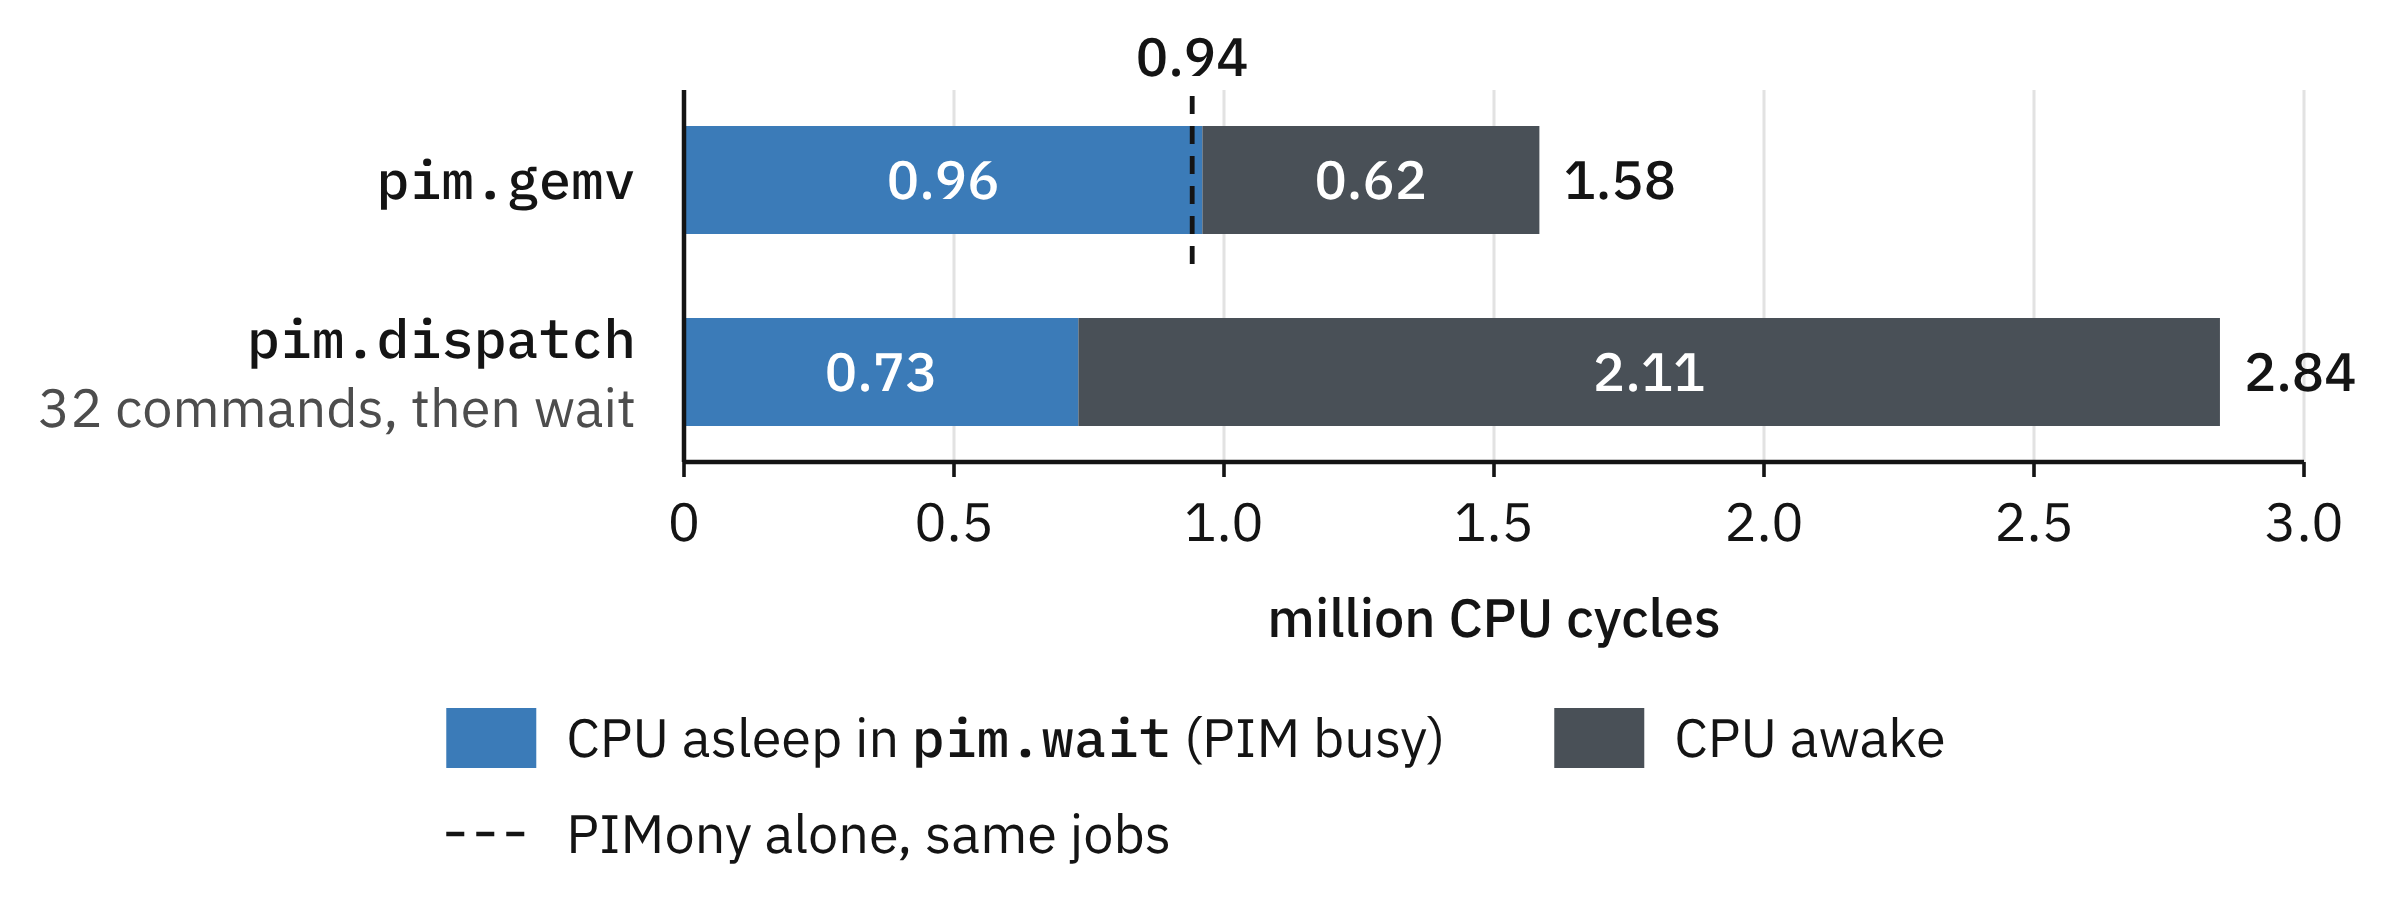 0.94
pim.gemv
0.96
0.62
1.58
pim.dispatch
32 commands, then wait
0.73
2.11
2.84
0 0.5 1.0 1.5 2.0 2.5 3.0
million CPU cycles
CPU asleep in pim.wait (PIM busy)
CPU awake
PIMony alone, same jobs